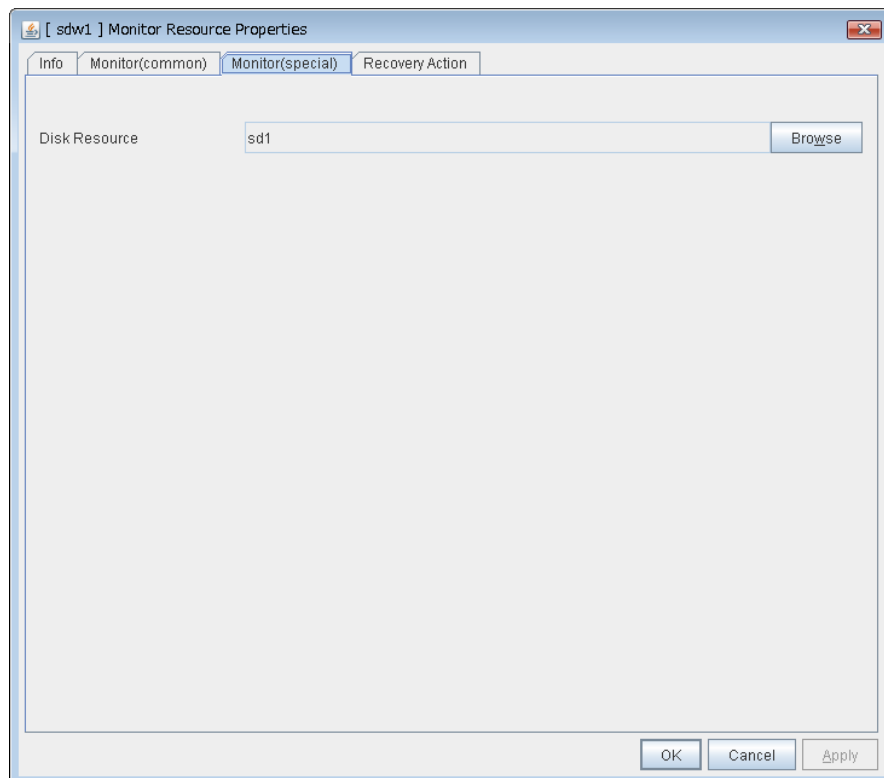 [ sdw1 ] Monitor Resource Properties
Info Monitor(common) Monitor(special) Recovery Action
Disk Resource sd1 Browse
OK Cancel Apply